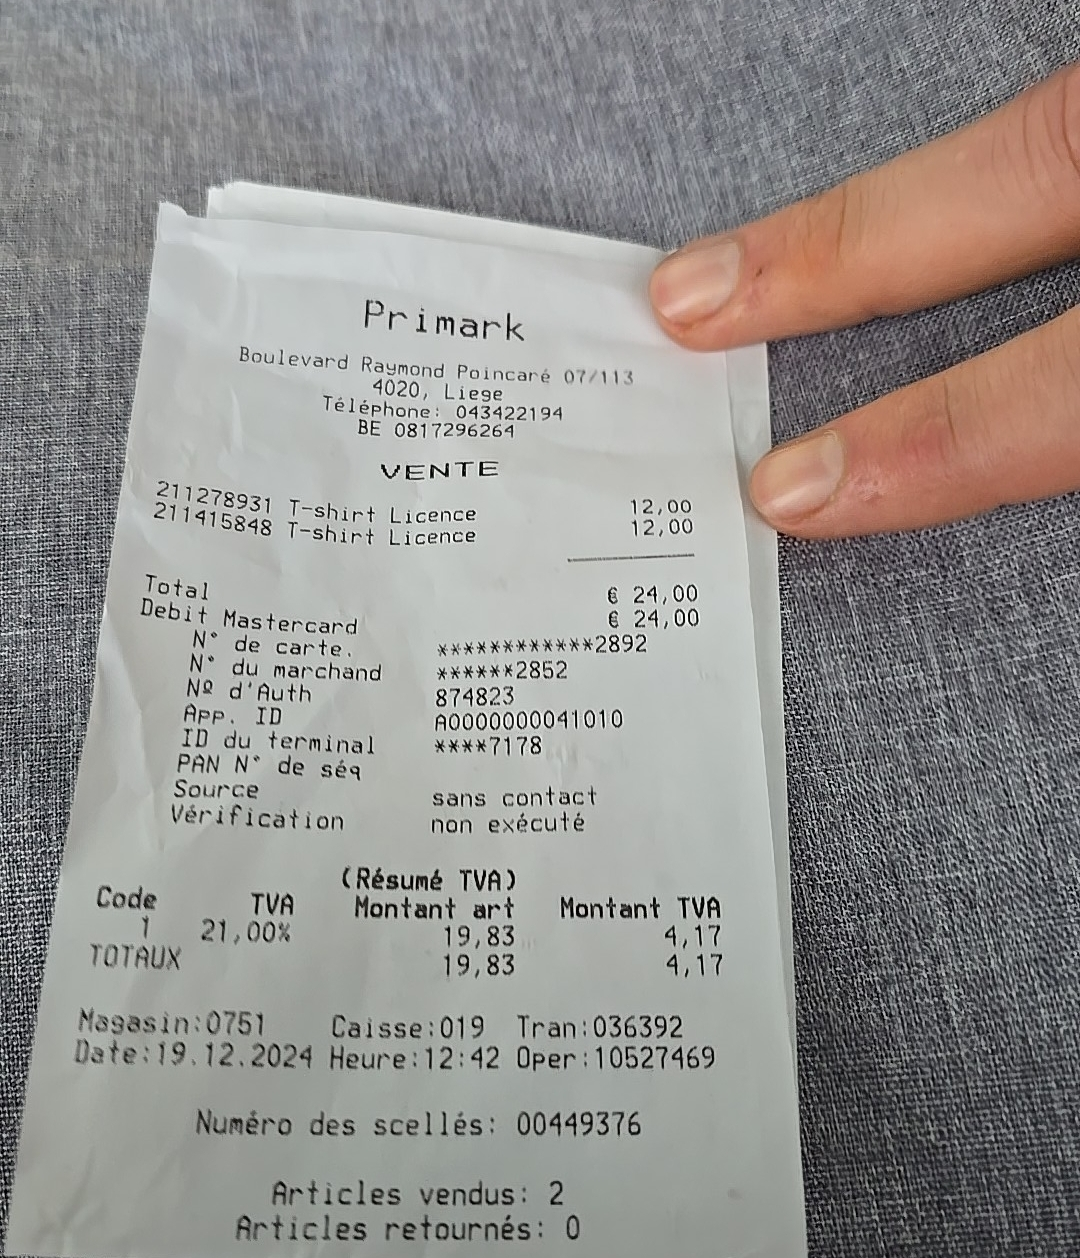 Primark
Boulevard Raymond Poincaré 07/113
4020, Liege
Téléphone: 043422194
BE 0817296264
VENTE
211278931 T-shirt Licence 12,00
211415848 T-shirt Licence 12,00
Total € 24,00
Debit Mastercard € 24,00
N° de carte. ************2892
N° du marchand ******2852
Nº d'Auth 874823
App. ID A0000000041010
ID du terminal ****7178
PAN N° de séq
Source sans contact
Vérification non exécuté
(Résumé TVA)
Code TVA Montant art Montant TVA
1 21,00% 19,83 4,17
TOTAUX 19,83 4,17
Magasin:0751 Caisse:019 Tran:036392
Date:19.12.2024 Heure:12:42 Oper:10527469
Numéro des scellés: 00449376
Articles vendus: 2
Articles retournés: 0